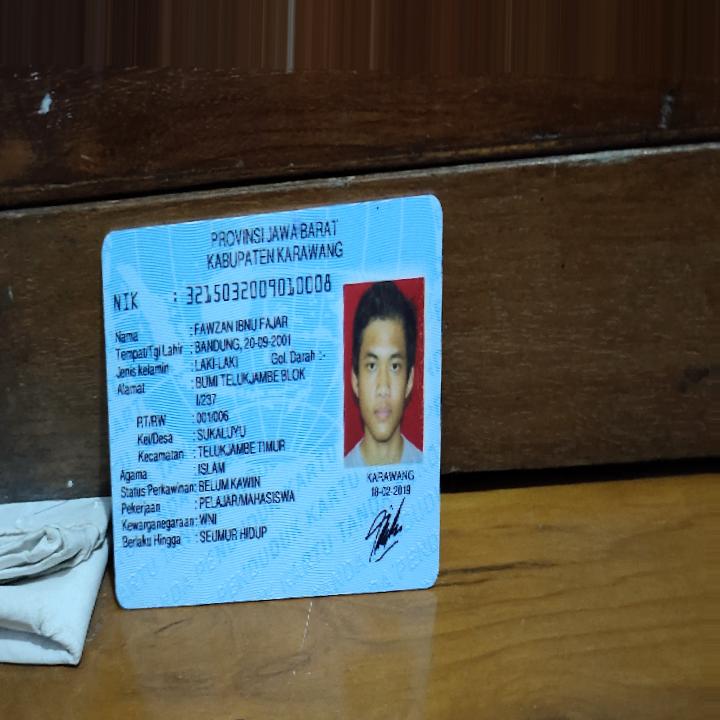 PROVINSI JAWA BARAT
KABUPATEN KARAWANG
NIK : 3215032009010008
Nama : FAWZAN IBNU FAJAR
Tempat/Tgl Lahir : BANDUNG, 20-09-2001
Jenis kelamin : LAKI-LAKI Gol. Darah :-
Alamat : BUMI TELUKJAMBE BLOK
I/237
RT/RW : 001/006
Kel/Desa : SUKALUYU
Kecamatan : TELUKJAMBE TIMUR
Agama : ISLAM
Status Perkawinan: BELUM KAWIN
Pekerjaan : PELAJAR/MAHASISWA
Kewarganegaraan: WNI
Berlaku Hingga : SEUMUR HIDUP
KARAWANG
18-02-2019